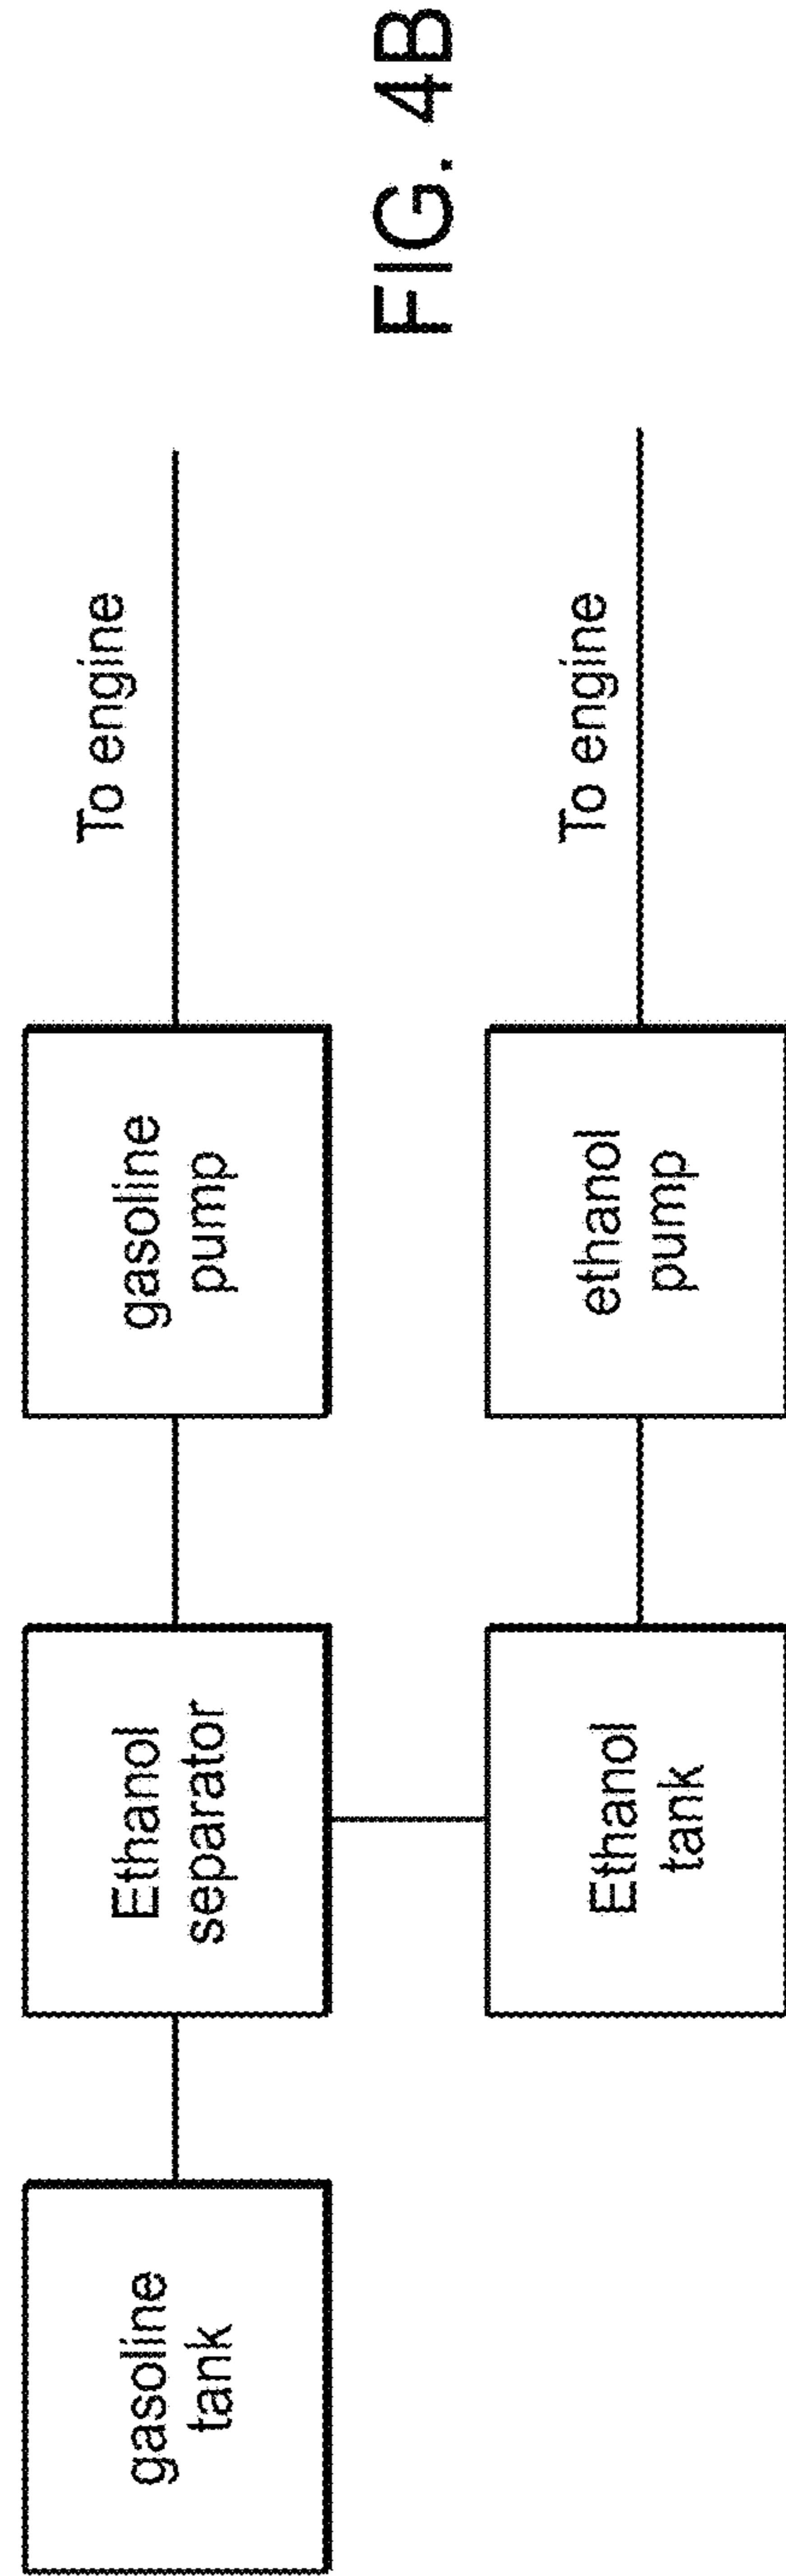 gasoline
tank
Ethanol
separator
gasoline
pump
To engine
Ethanol
tank
ethanol
pump
To engine
FIG. 4B